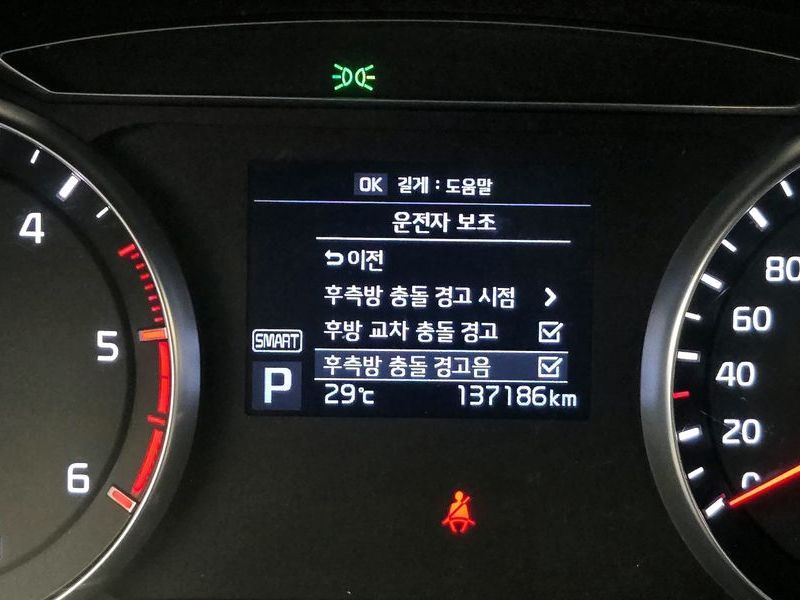 OK 길게 : 도움말
운전자 보조
이전
후측방 충돌 경고 시점
후방 교차 충돌 경고
후측방 충돌 경고음
SMART
P
29℃ 137186km
4
5
6
80
60
40
20
0